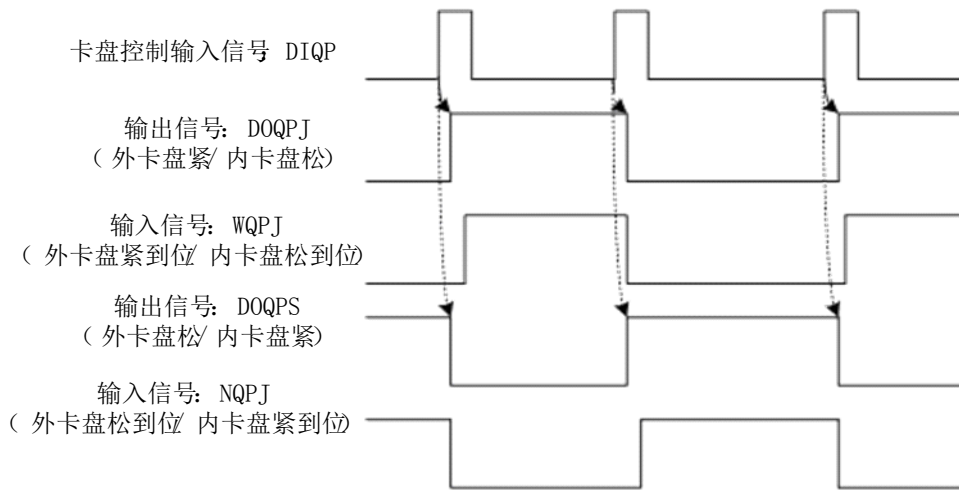 卡盘控制输入信号 DIQP
输出信号: DOQPJ
( 外卡盘紧/ 内卡盘松)
输入信号: WQPJ
( 外卡盘紧到位/ 内卡盘松到位)
输出信号: DOQPS
( 外卡盘松/ 内卡盘紧)
输入信号: NQPJ
( 外卡盘松到位/ 内卡盘紧到位)